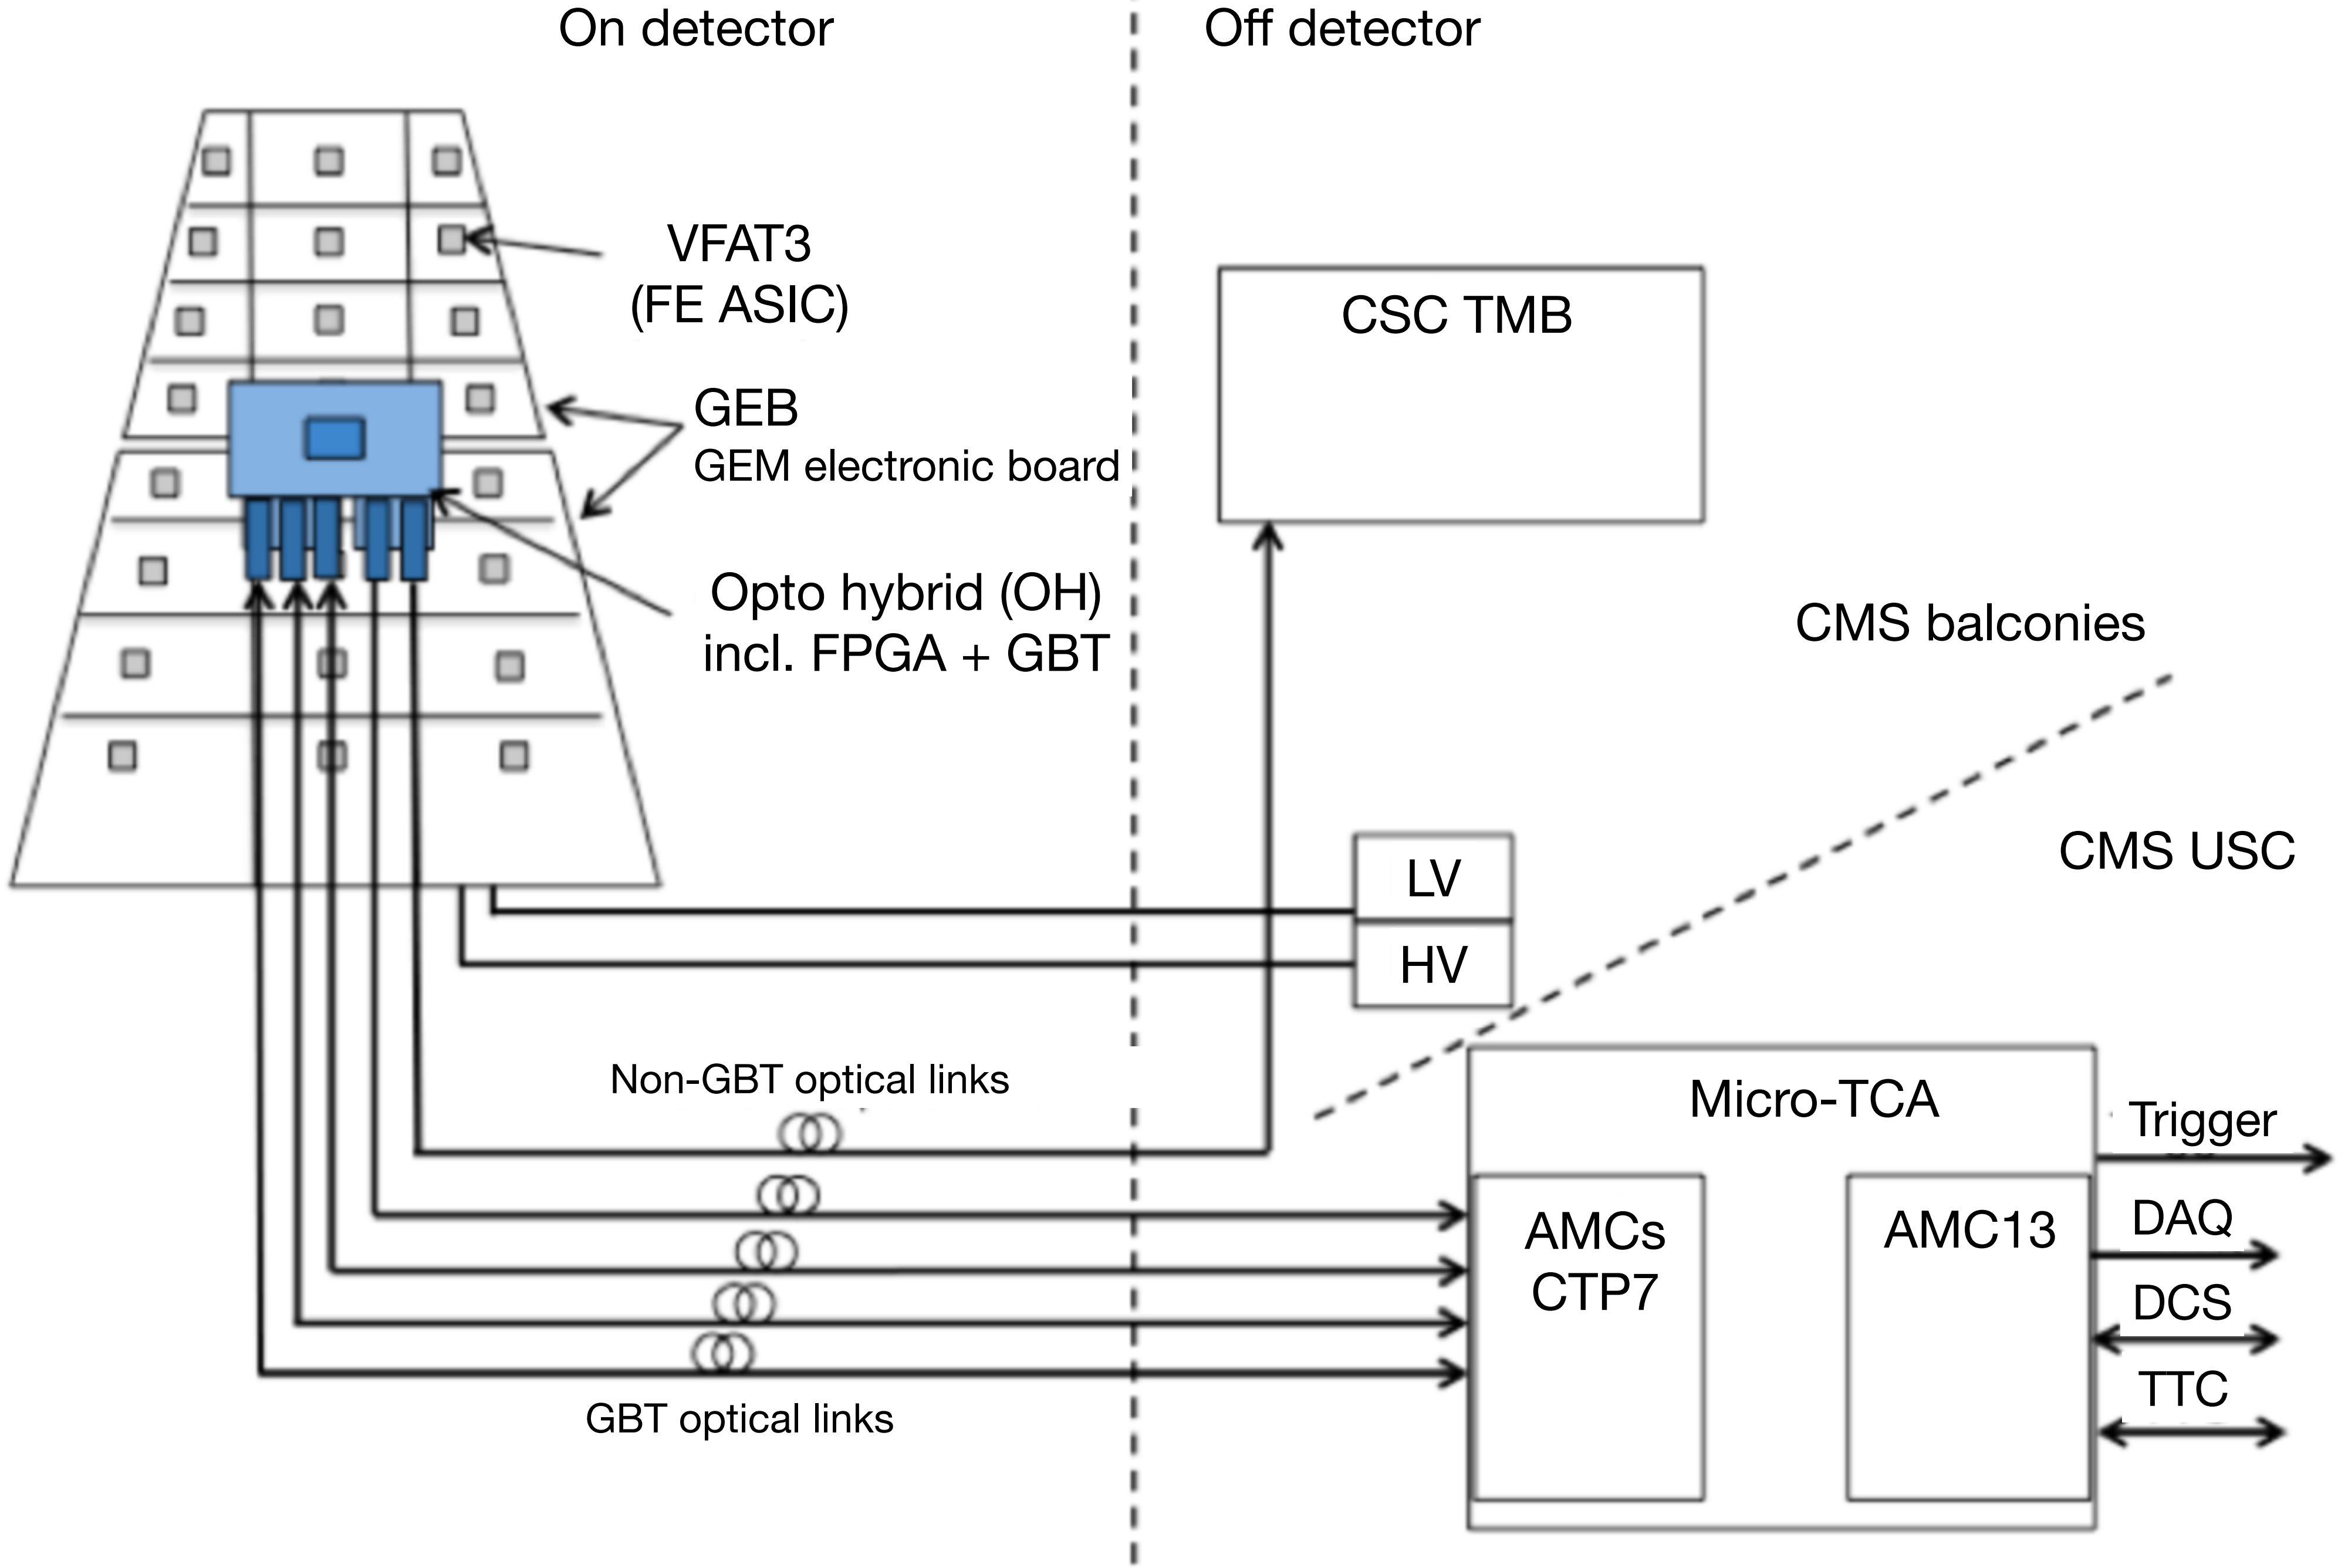 On detector
Off detector
VFAT3
(FE ASIC)
CSC TMB
GEB
GEM electronic board
Opto hybrid (OH)
incl. FPGA + GBT
CMS balconies
CMS USC
LV
HV
Non-GBT optical links
Micro-TCA
Trigger
AMCs
CTP7
AMC13
DAQ
DCS
TTC
GBT optical links